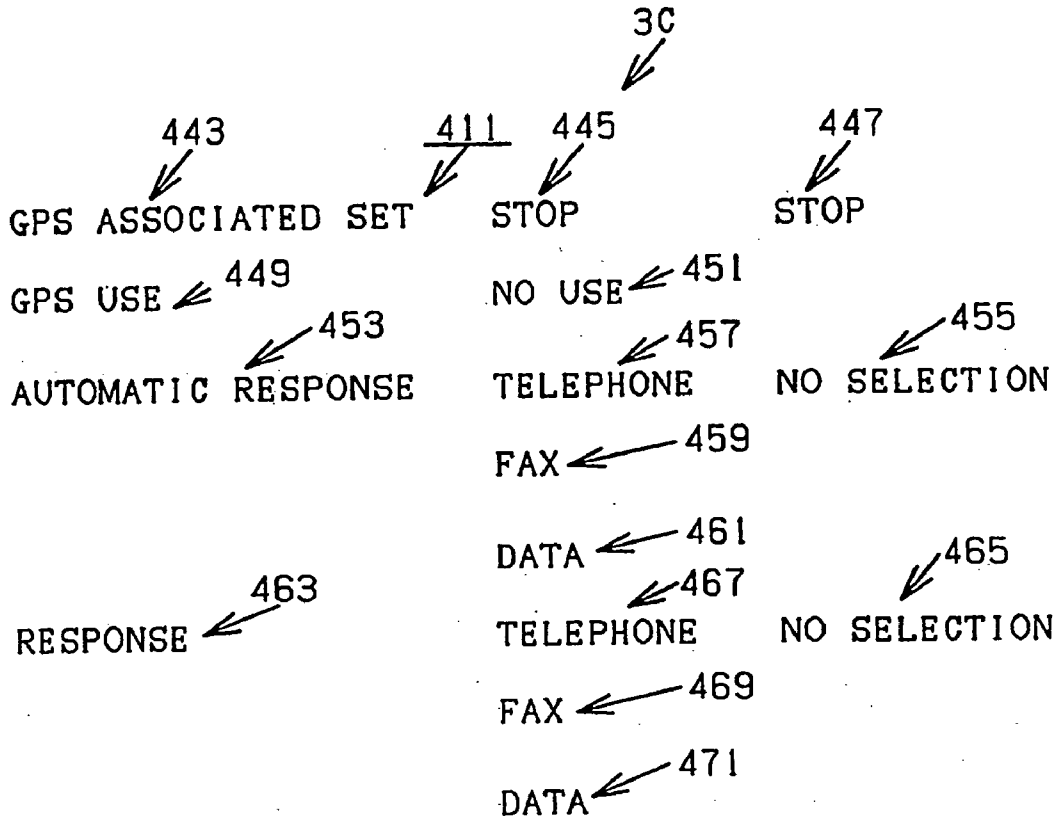 3C
443 411 445 447
GPS ASSOCIATED SET STOP STOP
449 451
GPS USE NO USE
453 457 455
AUTOMATIC RESPONSE TELEPHONE NO SELECTION
459
FAX
461
DATA
463 467 465
RESPONSE TELEPHONE NO SELECTION
469
FAX
471
DATA